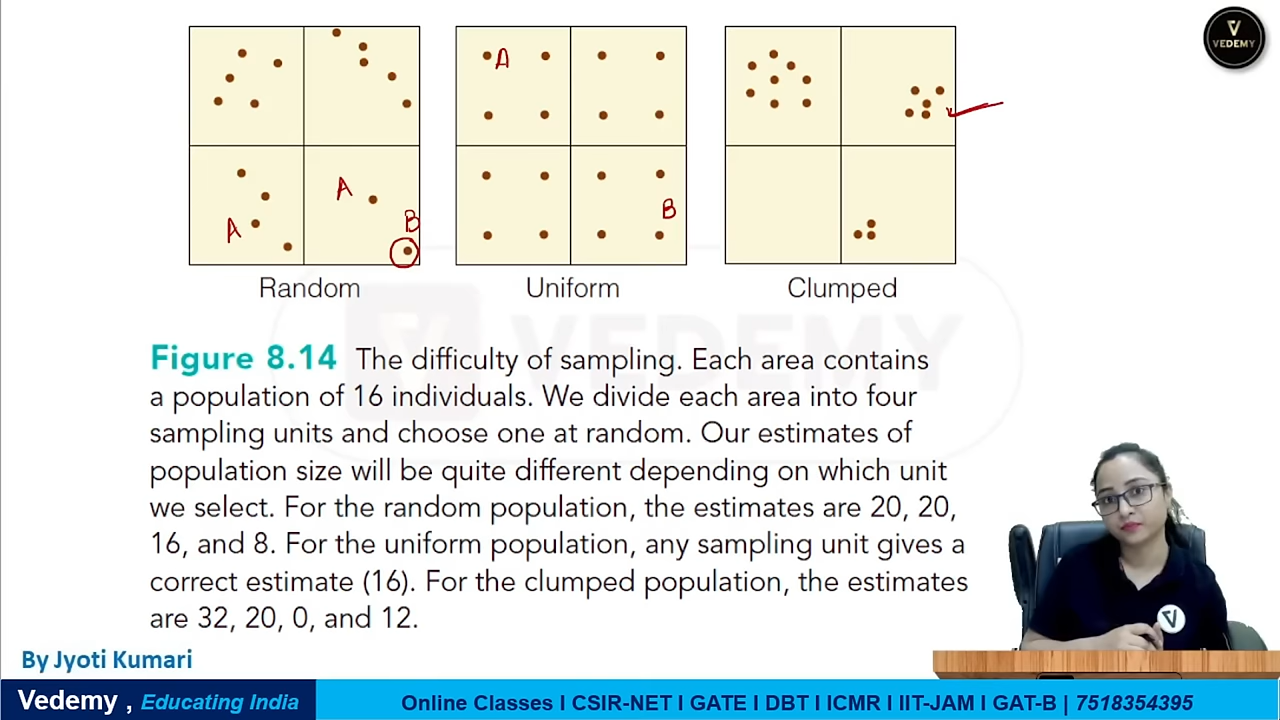 VEDEMY
A
A
A
B
A
B
Random
Uniform
Clumped
VEDEMY
Figure 8.14 The difficulty of sampling. Each area contains
a population of 16 individuals. We divide each area into four
sampling units and choose one at random. Our estimates of
population size will be quite different depending on which unit
we select. For the random population, the estimates are 20, 20,
16, and 8. For the uniform population, any sampling unit gives a
correct estimate (16). For the clumped population, the estimates
are 32, 20, 0, and 12.
By Jyoti Kumari
Vedemy , Educating India
Online Classes I CSIR-NET I GATE I DBT I ICMR I IIT-JAM I GAT-B | 7518354395